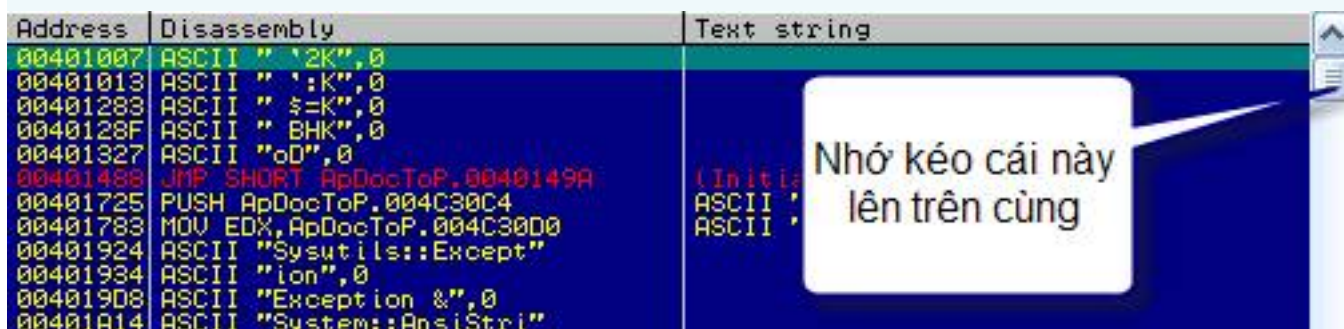 Address Disassembly Text string
00401007 ASCII " '2K",0
00401013 ASCII " ':K",0
00401283 ASCII " $=K",0
0040128F ASCII " BHK",0
00401327 ASCII "oD",0
00401488 JMP SHORT ApDocToP.0040149A (Initia
00401725 PUSH ApDocToP.004C30C4 ASCII "
00401783 MOV EDX,ApDocToP.004C30D0 ASCII "
00401924 ASCII "Sysutils::Except"
00401934 ASCII "ion",0
004019D8 ASCII "Exception &",0
00401A14 ASCII "System::AnsiStri"
Nhớ kéo cái này
lên trên cùng